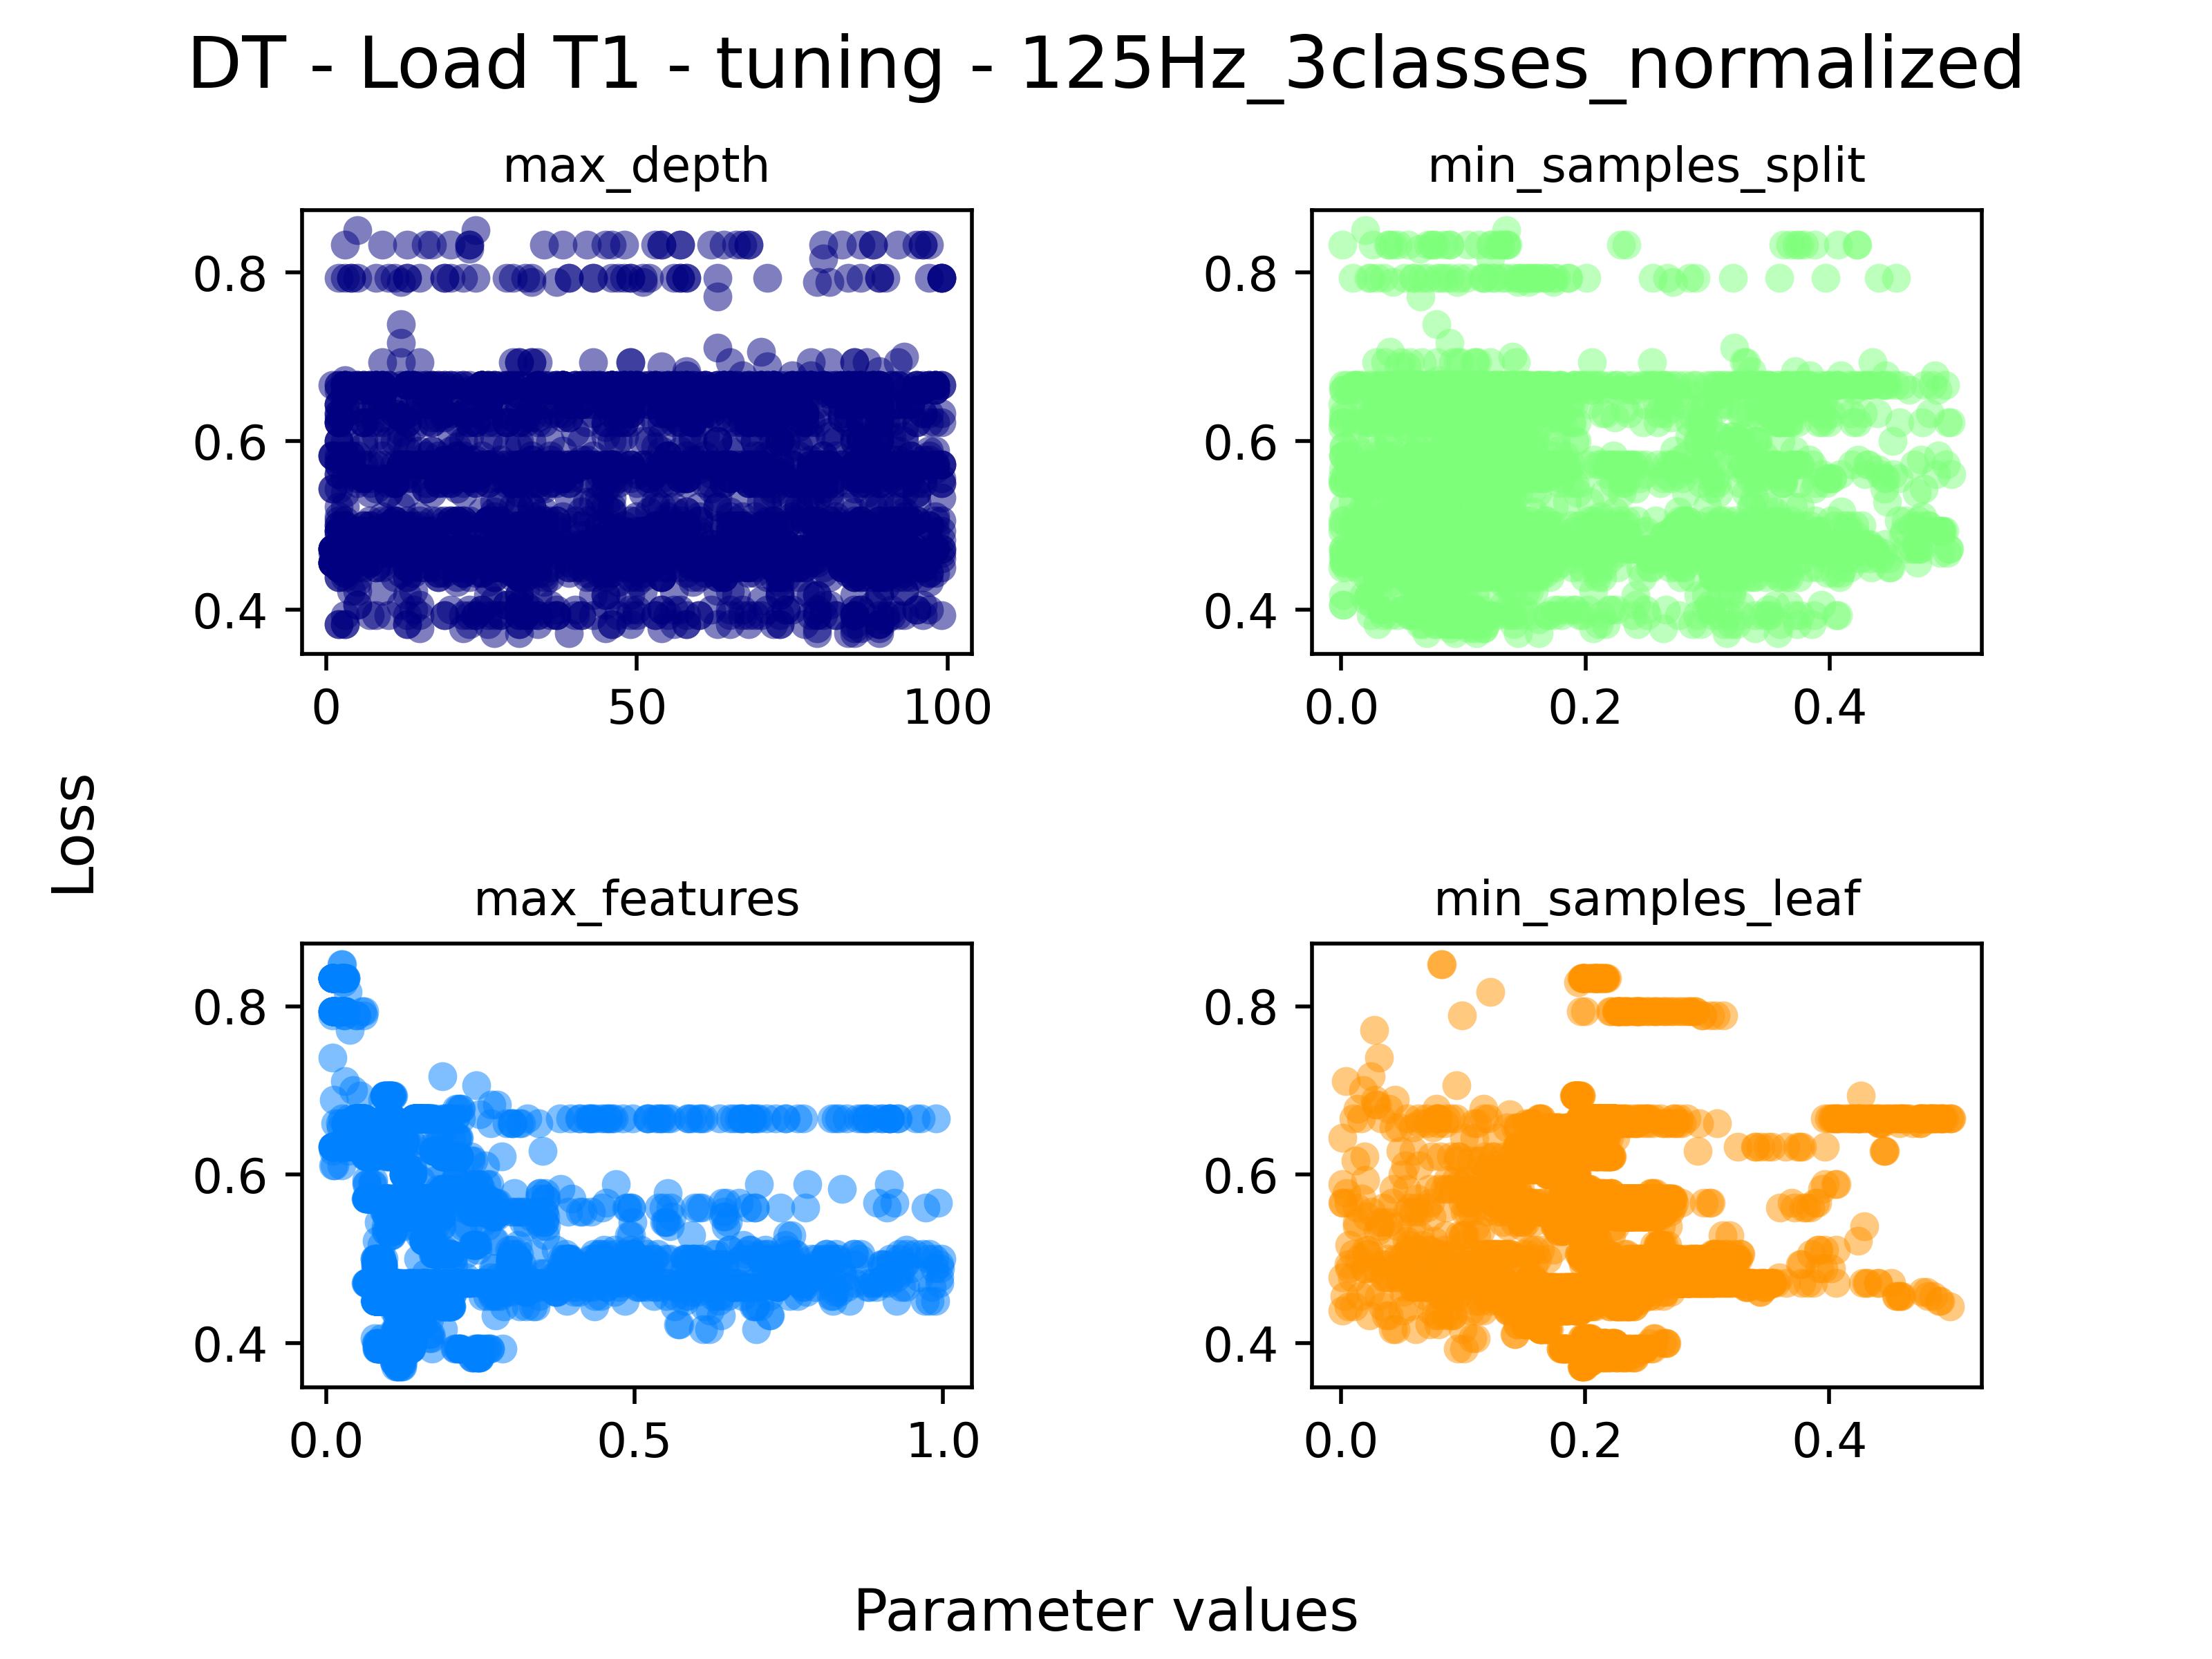 DT - Load T1 - tuning - 125Hz_3classes_normalized
max_depth
0.8
0.6
0.4
0 50 100
min_samples_split
0.8
0.6
0.4
0.0 0.2 0.4
Loss
max_features
0.8
0.6
0.4
0.0 0.5 1.0
min_samples_leaf
0.8
0.6
0.4
0.0 0.2 0.4
Parameter values